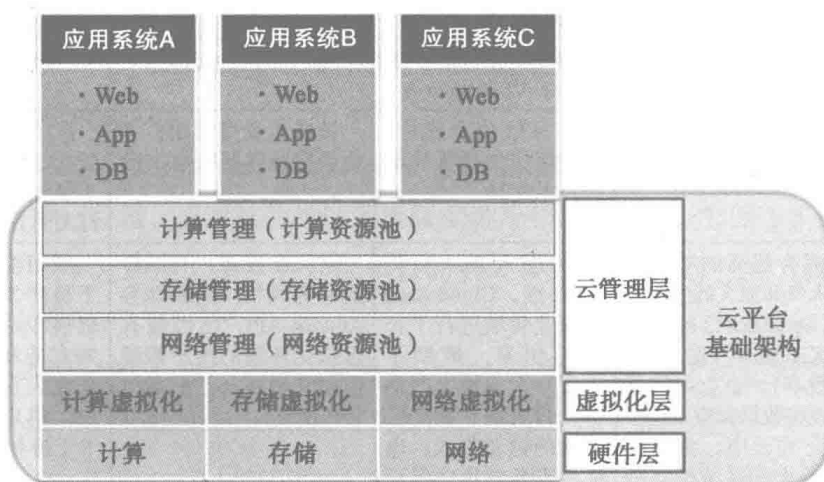 应用系统A 应用系统B 应用系统C
· Web · Web · Web
· App · App · App
· DB · DB · DB
计算管理（计算资源池）
存储管理（存储资源池）
网络管理（网络资源池）
云管理层
云平台
基础架构
计算虚拟化 存储虚拟化 网络虚拟化 虚拟化层
计算 存储 网络 硬件层